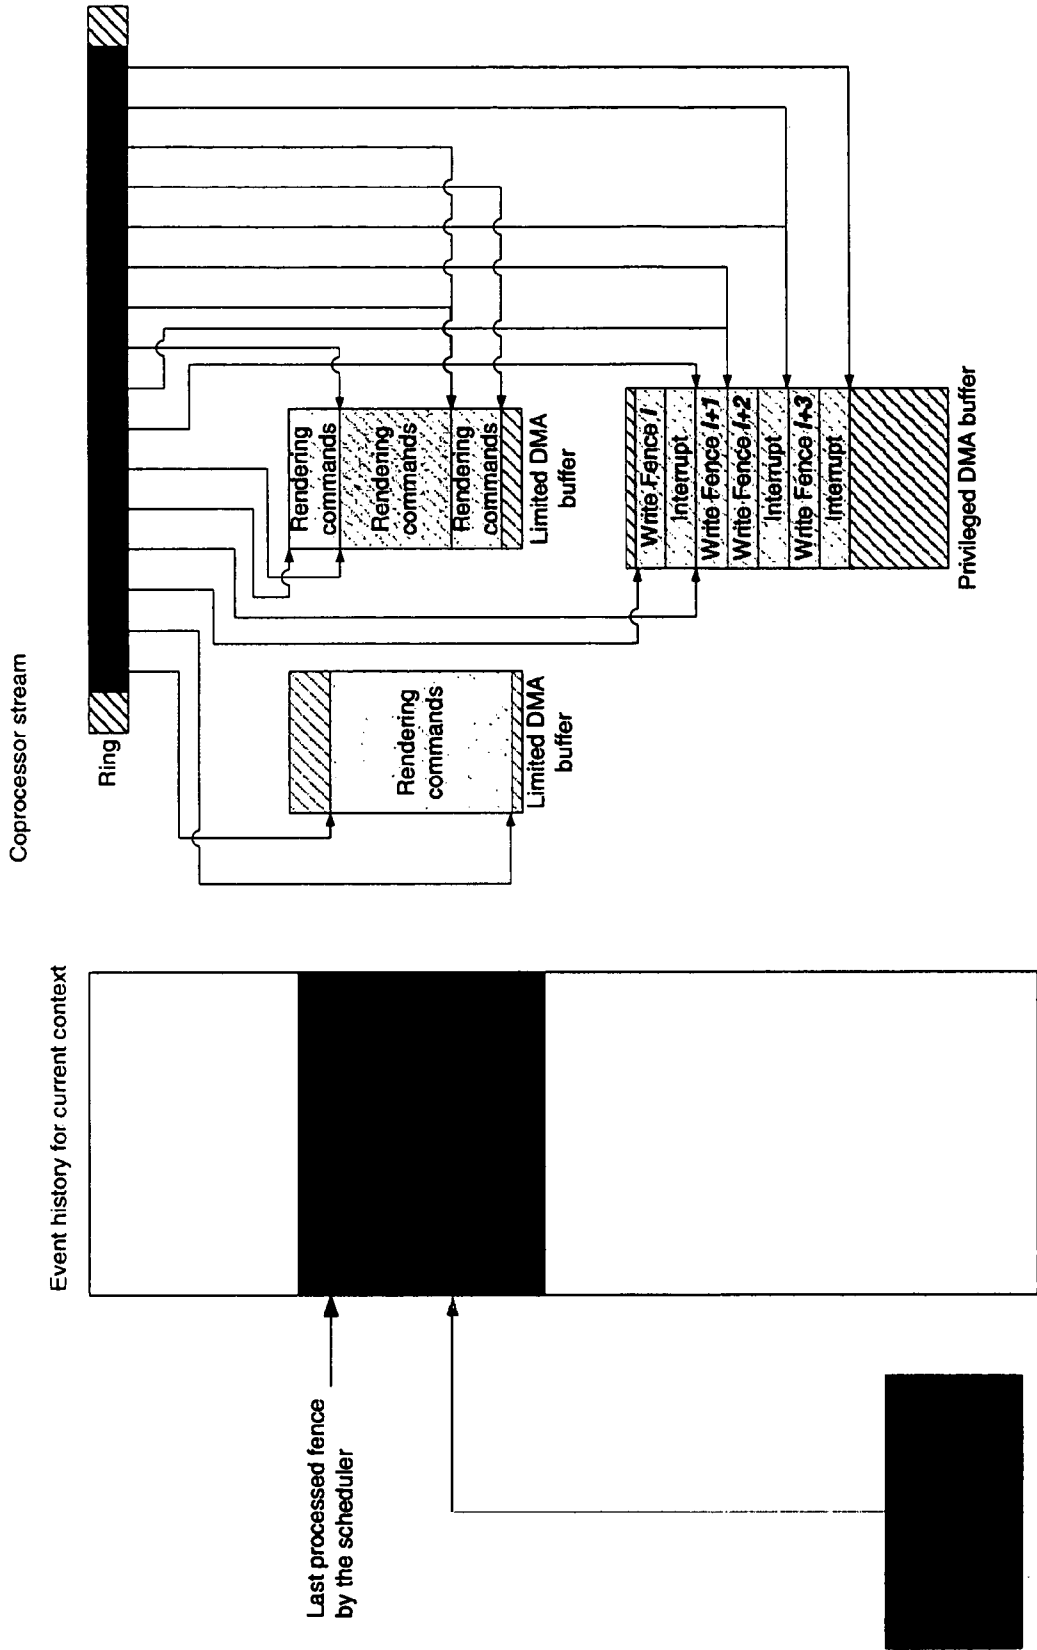 Coprocessor stream
Ring
Rendering
commands
Limited DMA
buffer
Rendering
commands
Rendering
commands
Rendering
commands
Limited DMA
buffer
Write Fence I
Interrupt
Write Fence I+1
Write Fence I+2
Interrupt
Write Fence I+3
Interrupt
Privileged DMA buffer
Event history for current context
Last processed fence
by the scheduler